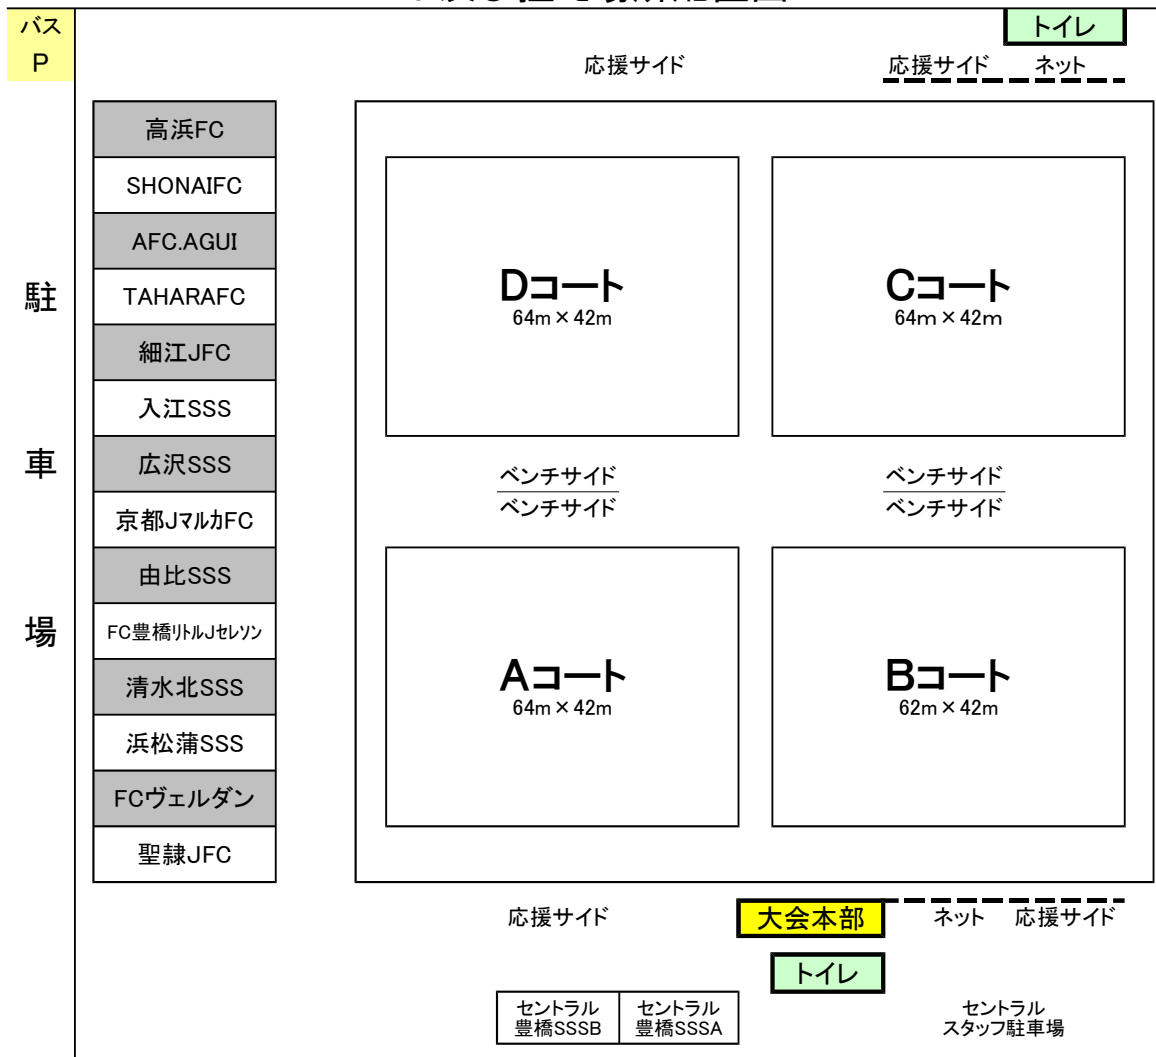 バス
P
トイレ
応援サイド
応援サイド ネット
高浜FC
SHONAIFC
AFC.AGUI
TAHARAFC
細江JFC
入江SSS
広沢SSS
京都JマルカFC
由比SSS
FC豊橋リトルJセレソン
清水北SSS
浜松蒲SSS
FCヴェルダン
聖隷JFC
駐
車
場
Dコート
64m×42m
Cコート
64m×42m
ベンチサイド
ベンチサイド
ベンチサイド
ベンチサイド
Aコート
64m×42m
Bコート
62m×42m
応援サイド
大会本部
ネット 応援サイド
トイレ
セントラル
豊橋SSSB
セントラル
豊橋SSSA
セントラル
スタッフ駐車場